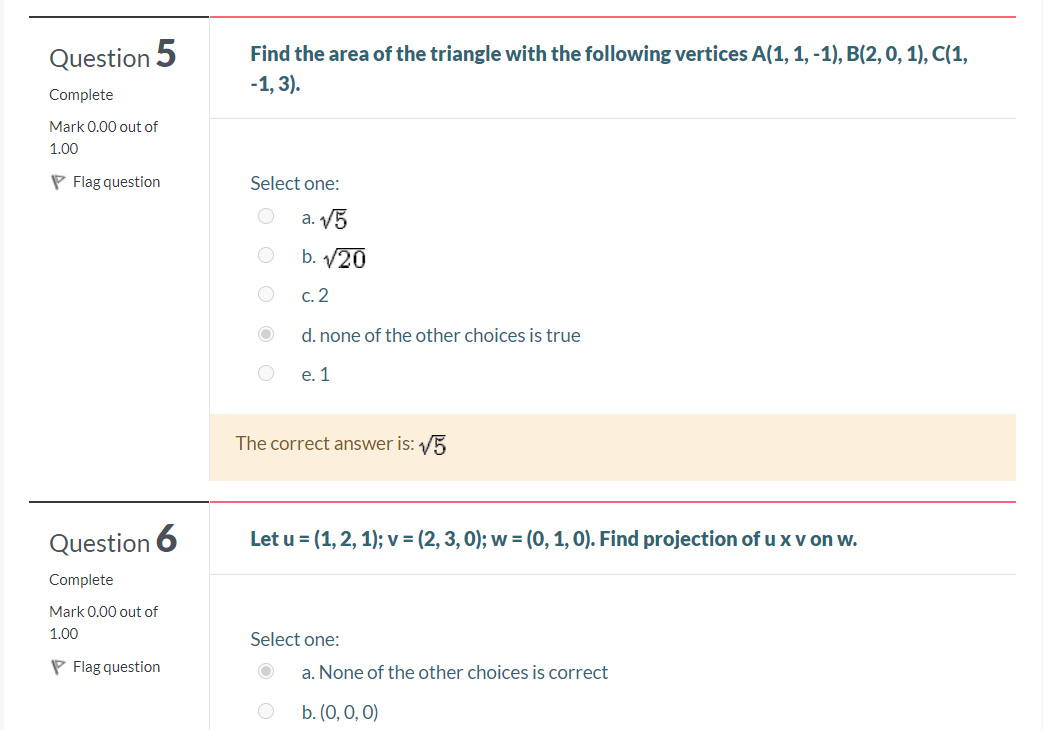 Question 5
Complete
Mark 0.00 out of
1.00
Flag question
Find the area of the triangle with the following vertices A(1, 1, -1), B(2, 0, 1), C(1,
-1, 3).
Select one:
a. √5
b. √20
c. 2
d. none of the other choices is true
e. 1
The correct answer is: √5
Question 6
Complete
Mark 0.00 out of
1.00
Flag question
Let u = (1, 2, 1); v = (2, 3, 0); w = (0, 1, 0). Find projection of u x v on w.
Select one:
a. None of the other choices is correct
b. (0, 0, 0)